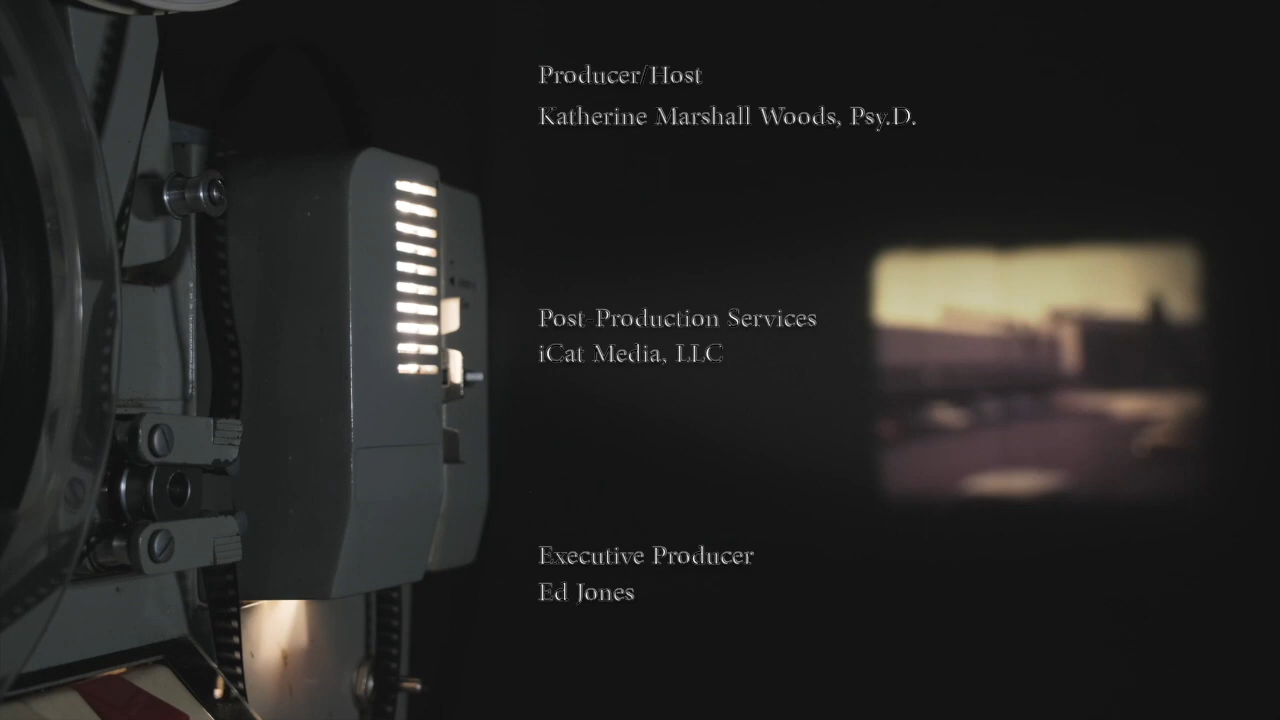 Producer/Host
Katherine Marshall Woods, Psy.D.
Post-Production Services
iCat Media, LLC
Executive Producer
Ed Jones